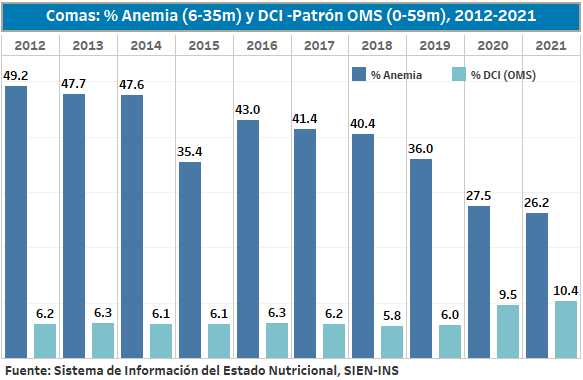 Comas: % Anemia (6-35m) y DCI -Patrón OMS (0-59m), 2012-2021
2012 2013 2014 2015 2016 2017 2018 2019 2020 2021
% Anemia % DCI (OMS)
49.2 47.7 47.6 35.4 43.0 41.4 40.4 36.0 27.5 26.2
6.2 6.3 6.1 6.1 6.3 6.2 5.8 6.0 9.5 10.4
Fuente: Sistema de Información del Estado Nutricional, SIEN-INS